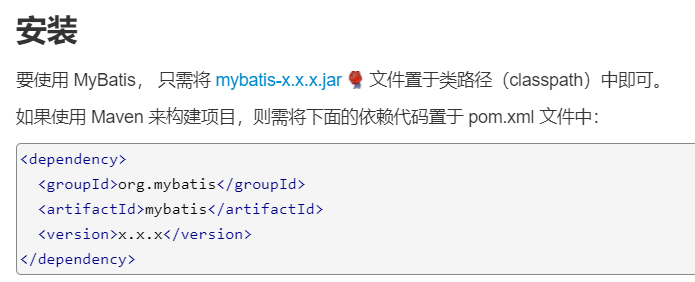 安装
要使用 MyBatis， 只需将 mybatis-x.x.x.jar 文件置于类路径（classpath）中即可。
如果使用 Maven 来构建项目，则需将下面的依赖代码置于 pom.xml 文件中：
<dependency>
  <groupId>org.mybatis</groupId>
  <artifactId>mybatis</artifactId>
  <version>x.x.x</version>
</dependency>